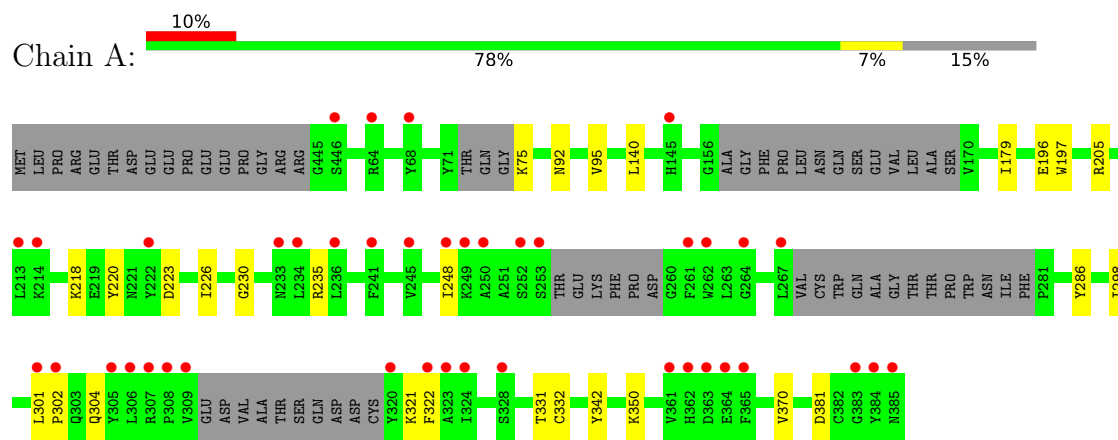 10%
Chain A:
78% 7% 15%
MET LEU PRO ARG GLU THR ASP GLU GLU PRO GLU GLU PRO GLY ARG ARG G445 S446 R64 Y68 Y71 THR GLN GLY K75 N92 V95 L140 H145 G156 ALA GLY PHE PRO LEU ASN GLN SER GLU VAL LEU ALA SER V170 I179 E196 W197 R205
L213 K214 K218 E219 Y220 N221 Y222 D223 I226 G230 N233 L234 R235 L236 F241 V245 I248 K249 A250 A251 S252 S253 THR GLU LYS PHE PRO ASP G260 F261 W262 L263 G264 L267 VAL CYS TRP GLN ALA GLY THR THR PRO TRP ASN ILE PHE P281 Y286 I298
L301 P302 Q303 Q304 Y305 L306 R307 P308 V309 GLU ASP VAL ALA THR SER GLN ASP ASP CYS Y320 K321 F322 A323 I324 S328 T331 C332 Y342 K350 V361 H362 D363 E364 F365 V370 D381 C382 G383 Y384 N385